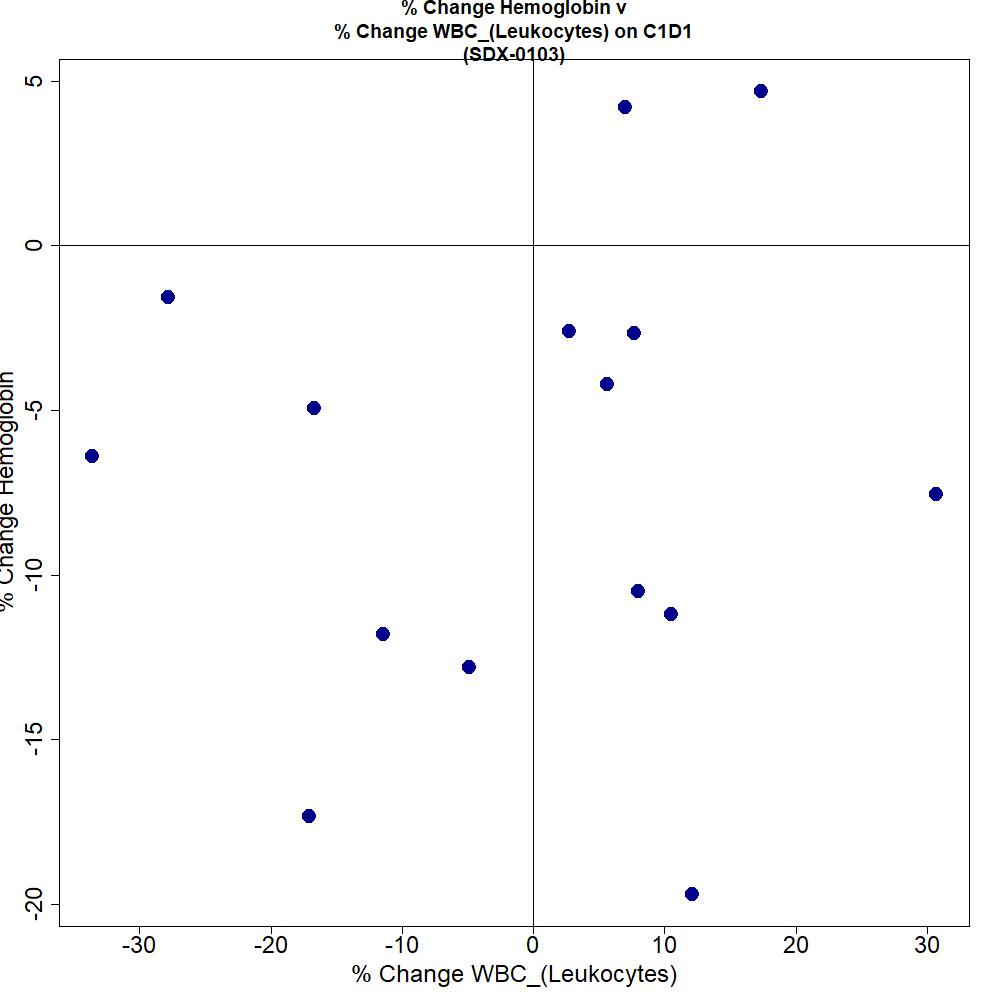 % Change Hemoglobin v
% Change WBC_(Leukocytes) on C1D1
(SDX-0103)
% Change Hemoglobin
5
0
-5
-10
-15
-20
-30
-20
-10
0
10
20
30
% Change WBC_(Leukocytes)